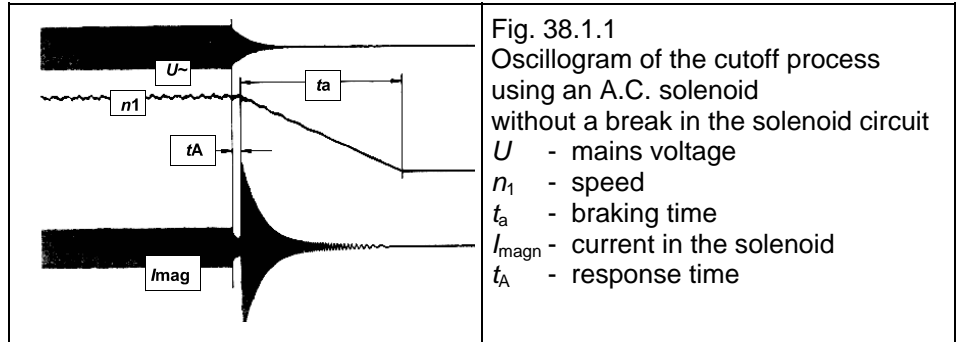 U~
ta
n1
tA
Imag
Fig. 38.1.1
Oscillogram of the cutoff process
using an A.C. solenoid
without a break in the solenoid circuit
U - mains voltage
n1 - speed
ta - braking time
Imagn - current in the solenoid
tA - response time